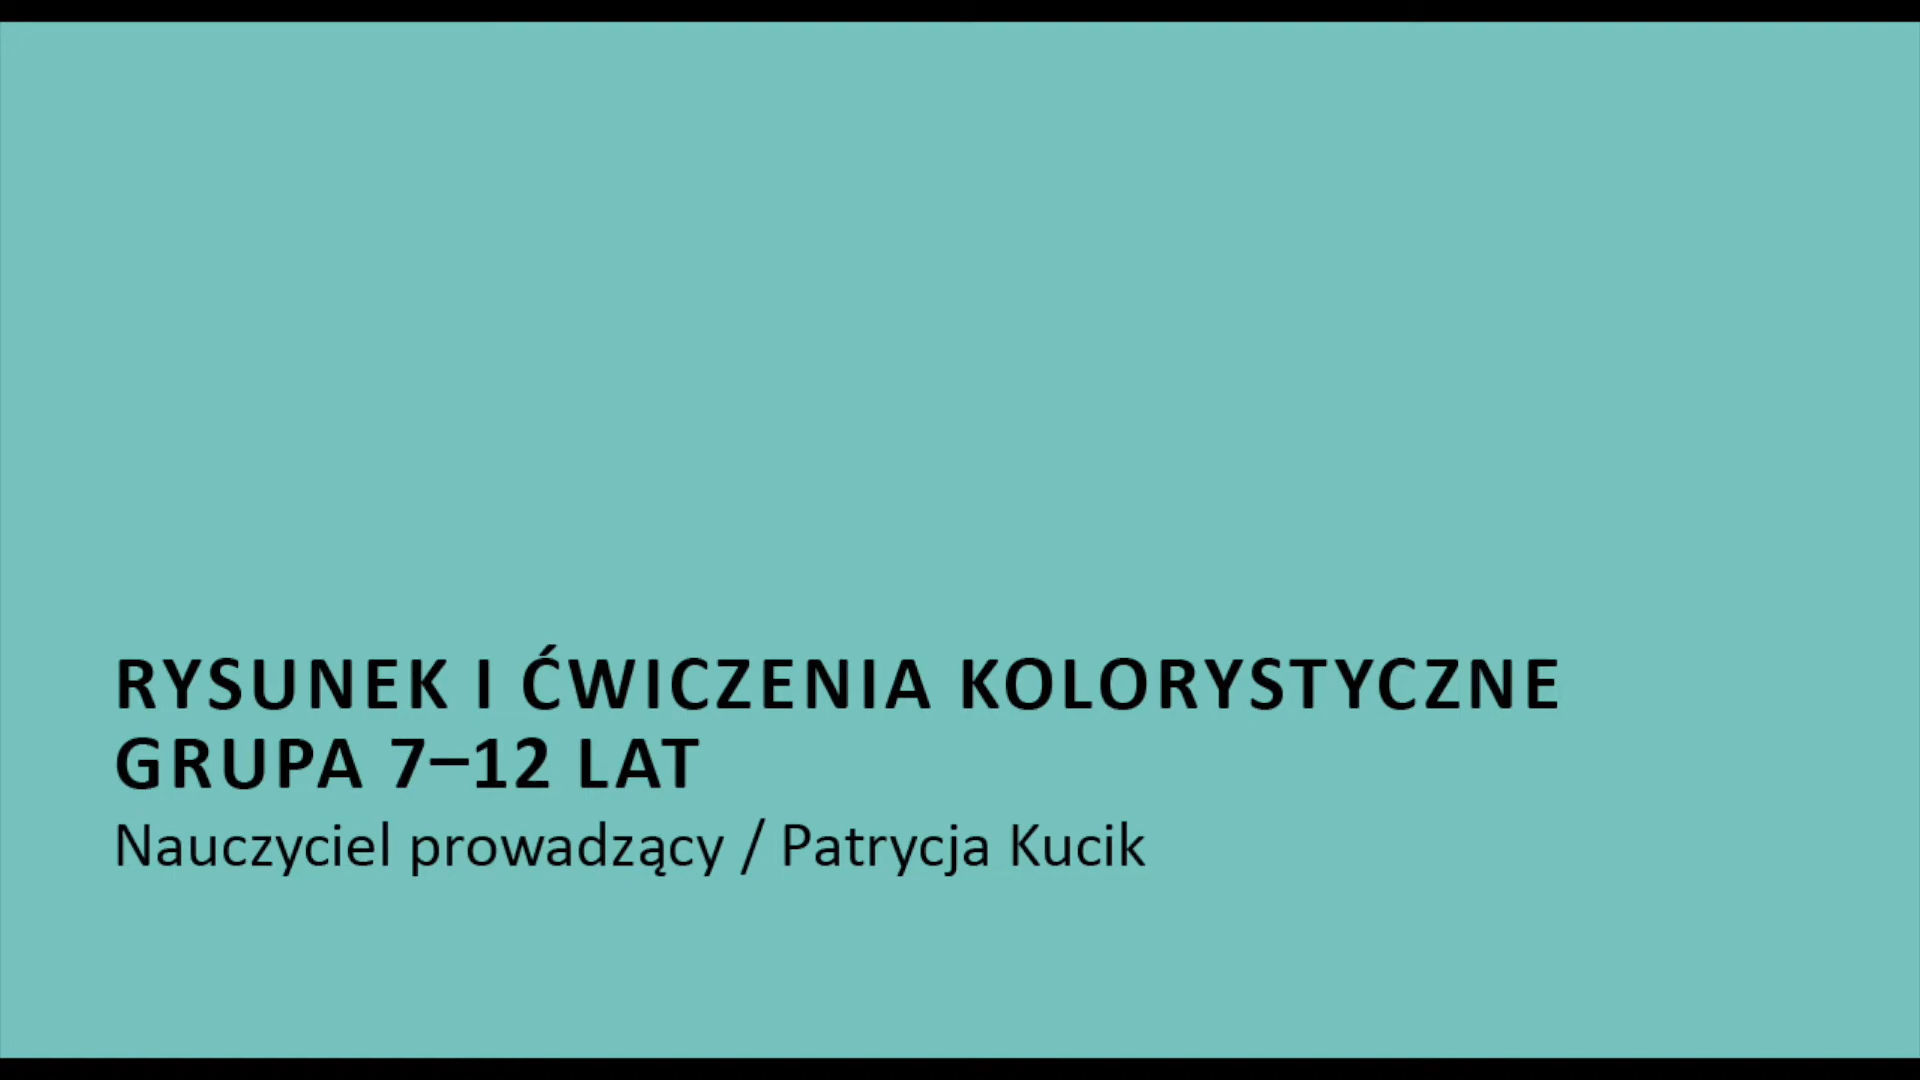 RYSUNEK I ĆWICZENIA KOLORYSTYCZNE
GRUPA 7–12 LAT
Nauczyciel prowadzący / Patrycja Kucik